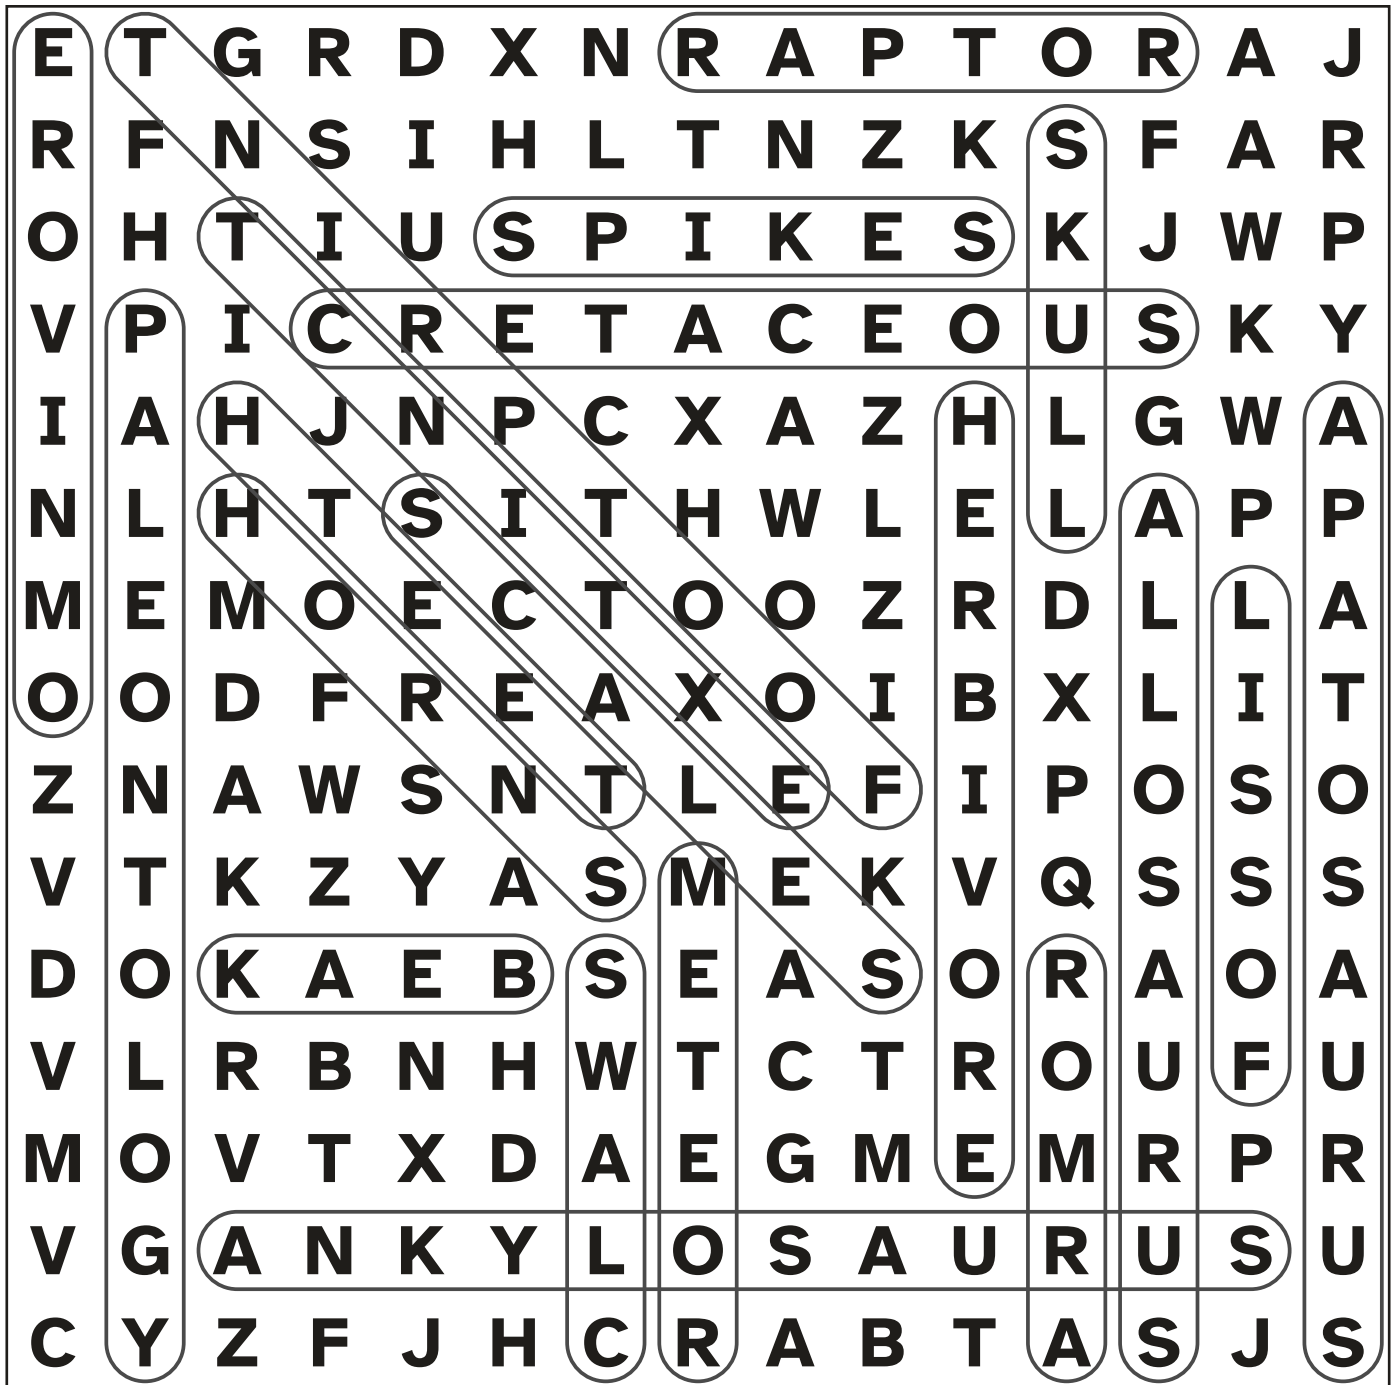 E T G R D X N R A P T O R A J
R F N S I H L T N Z K S F A R
O H T I U S P I K E S K J W P
V P I C R E T A C E O U S K Y
I A H J N P C X A Z H L G W A
N L H T S I T H W L E L A P P
M E M O E C T O O Z R D L L A
O O D F R E A X O I B X L I T
Z N A W S N T L E F I P O S O
V T K Z Y A S M E K V Q S S S
D O K A E B S E A S O R A O A
V L R B N H W T C T R O U F U
M O V T X D A E G M E M R P R
V G A N K Y L O S A U R U S U
C Y Z F J H C R A B T A S J S